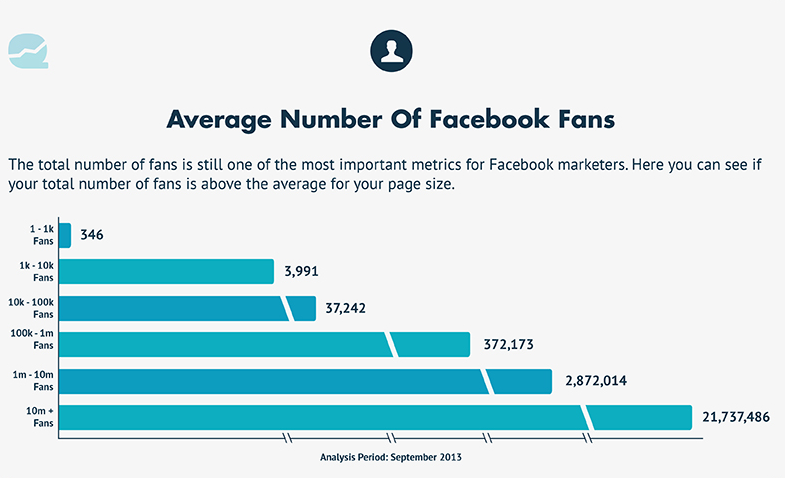 Average Number Of Facebook Fans
The total number of fans is still one of the most important metrics for Facebook marketers. Here you can see if
your total number of fans is above the average for your page size.
1 - 1k
Fans
346
1k - 10k
Fans
3,991
10k - 100k
Fans
37,242
100k - 1m
Fans
372,173
1m - 10m
Fans
2,872,014
10m +
Fans
21,737,486
Analysis Period: September 2013